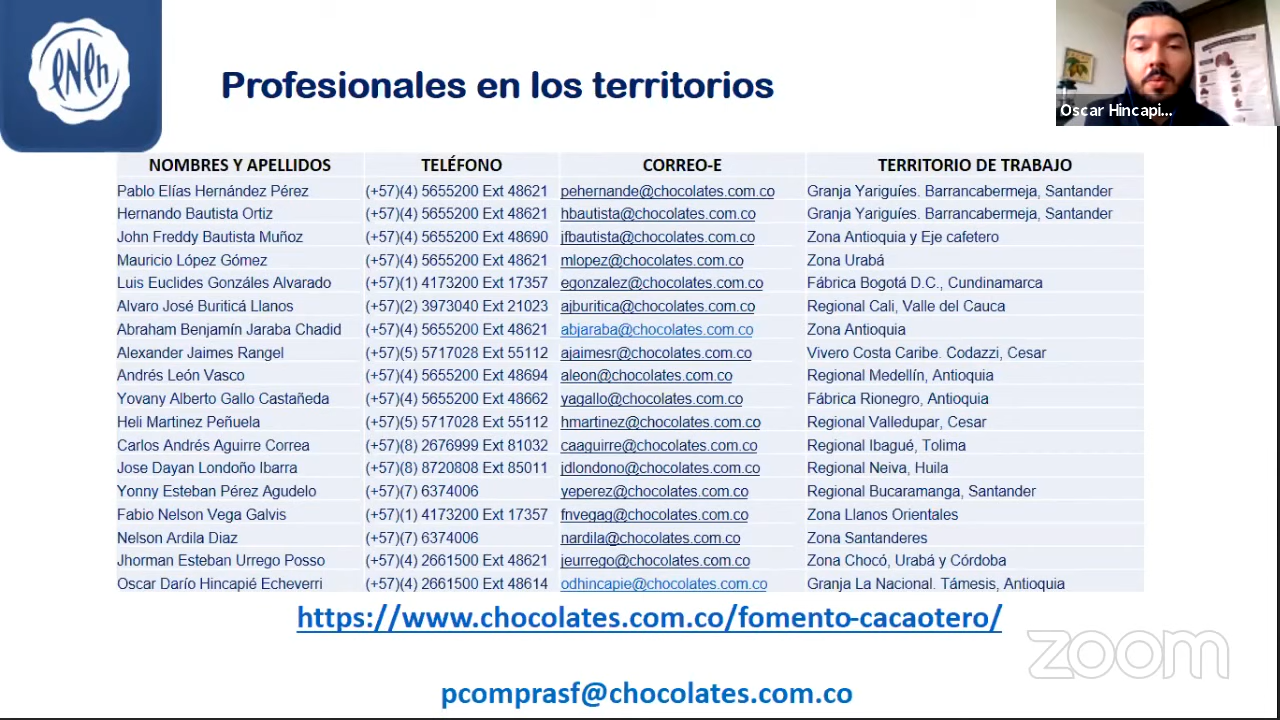 Profesionales en los territorios
Oscar Hincapi...
NOMBRES Y APELLIDOS TELÉFONO CORREO-E TERRITORIO DE TRABAJO
Pablo Elías Hernández Pérez (+57)(4) 5655200 Ext 48621 pehernande@chocolates.com.co Granja Yariguíes. Barrancabermeja, Santander
Hernando Bautista Ortiz (+57)(4) 5655200 Ext 48621 hbautista@chocolates.com.co Granja Yariguíes. Barrancabermeja, Santander
John Freddy Bautista Muñoz (+57)(4) 5655200 Ext 48690 jfbautista@chocolates.com.co Zona Antioquia y Eje cafetero
Mauricio López Gómez (+57)(4) 5655200 Ext 48621 mlopez@chocolates.com.co Zona Urabá
Luis Euclides Gonzáles Alvarado (+57)(1) 4173200 Ext 17357 egonzalez@chocolates.com.co Fábrica Bogotá D.C., Cundinamarca
Alvaro José Buriticá Llanos (+57)(2) 3973040 Ext 21023 ajburitica@chocolates.com.co Regional Cali, Valle del Cauca
Abraham Benjamín Jaraba Chadid (+57)(4) 5655200 Ext 48621 abjaraba@chocolates.com.co Zona Antioquia
Alexander Jaimes Rangel (+57)(5) 5717028 Ext 55112 ajaimesr@chocolates.com.co Vivero Costa Caribe. Codazzi, Cesar
Andrés León Vasco (+57)(4) 5655200 Ext 48694 aleon@chocolates.com.co Regional Medellín, Antioquia
Yovany Alberto Gallo Castañeda (+57)(4) 5655200 Ext 48662 yagallo@chocolates.com.co Fábrica Rionegro, Antioquia
Heli Martinez Peñuela (+57)(5) 5717028 Ext 55112 hmartinez@chocolates.com.co Regional Valledupar, Cesar
Carlos Andrés Aguirre Correa (+57)(8) 2676999 Ext 81032 caaguirre@chocolates.com.co Regional Ibagué, Tolima
Jose Dayan Londoño Ibarra (+57)(8) 8720808 Ext 85011 jdlondono@chocolates.com.co Regional Neiva, Huila
Yonny Esteban Pérez Agudelo (+57)(7) 6374006 yeperez@chocolates.com.co Regional Bucaramanga, Santander
Fabio Nelson Vega Galvis (+57)(1) 4173200 Ext 17357 fnvegag@chocolates.com.co Zona Llanos Orientales
Nelson Ardila Diaz (+57)(7) 6374006 nardila@chocolates.com.co Zona Santanderes
Jhorman Esteban Urrego Posso (+57)(4) 2661500 Ext 48621 jeurrego@chocolates.com.co Zona Chocó, Urabá y Córdoba
Oscar Darío Hincapié Echeverri (+57)(4) 2661500 Ext 48614 odhincapie@chocolates.com.co Granja La Nacional. Támesis, Antioquia
https://www.chocolates.com.co/fomento-cacaotero/
zoom
pcomprasf@chocolates.com.co